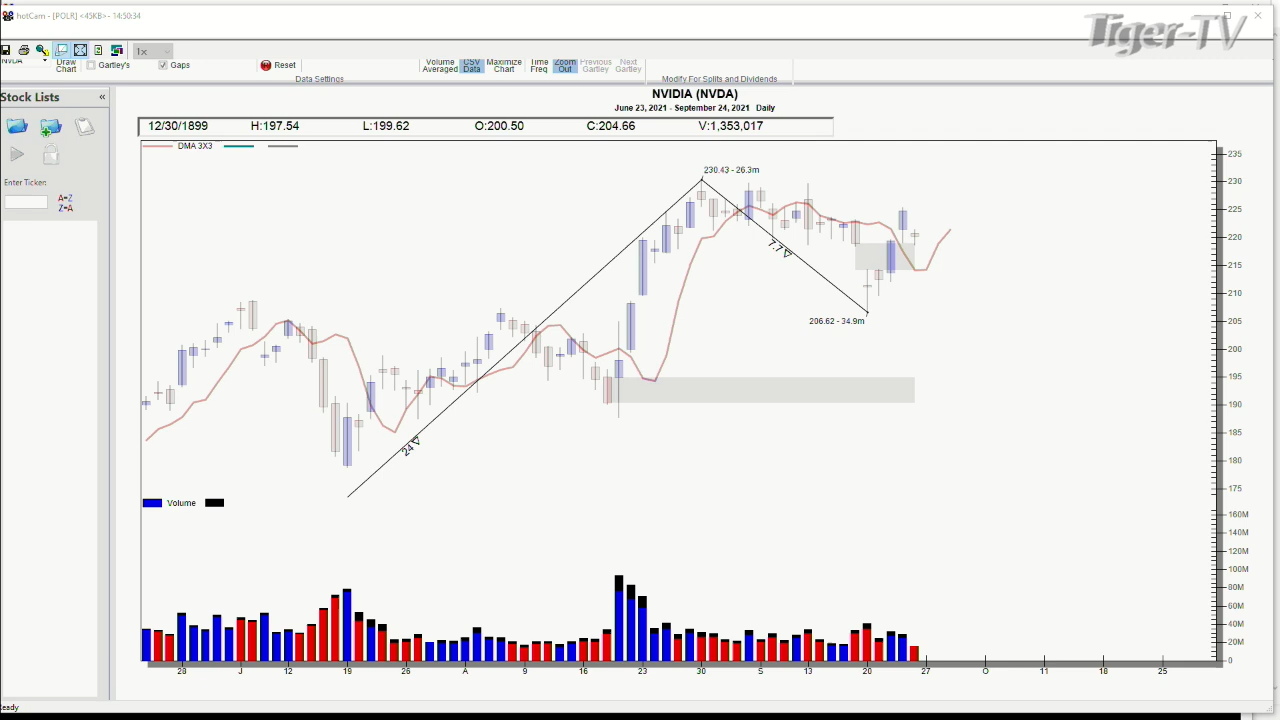 hotCam - [POLR] <45KB> - 14:50:34
Tiger-TV
1x
NVDA
Draw Chart
Gartley's
Gaps
Reset
Volume Averaged
CSV Data
Maximize Chart
Time Freq
Zoom Out
Previous Gartley
Next Gartley
Data Settings
Modify For Splits and Dividends
Stock Lists
«
Enter Ticker:
A=Z
Z=A
NVIDIA (NVDA)
June 23, 2021 - September 24, 2021 Daily
12/30/1899 H:197.54 L:199.62 O:200.50 C:204.66 V:1,353,017
DMA 3X3
230.43 - 26.3m
7.7
206.62 - 34.9m
24
235
230
225
220
215
210
205
200
195
190
185
180
175
Volume
160M
140M
120M
100M
80M
60M
40M
20M
0
28 J 12 19 26 A 9 16 23 30 S 13 20 27 O 11 18 25
Ready